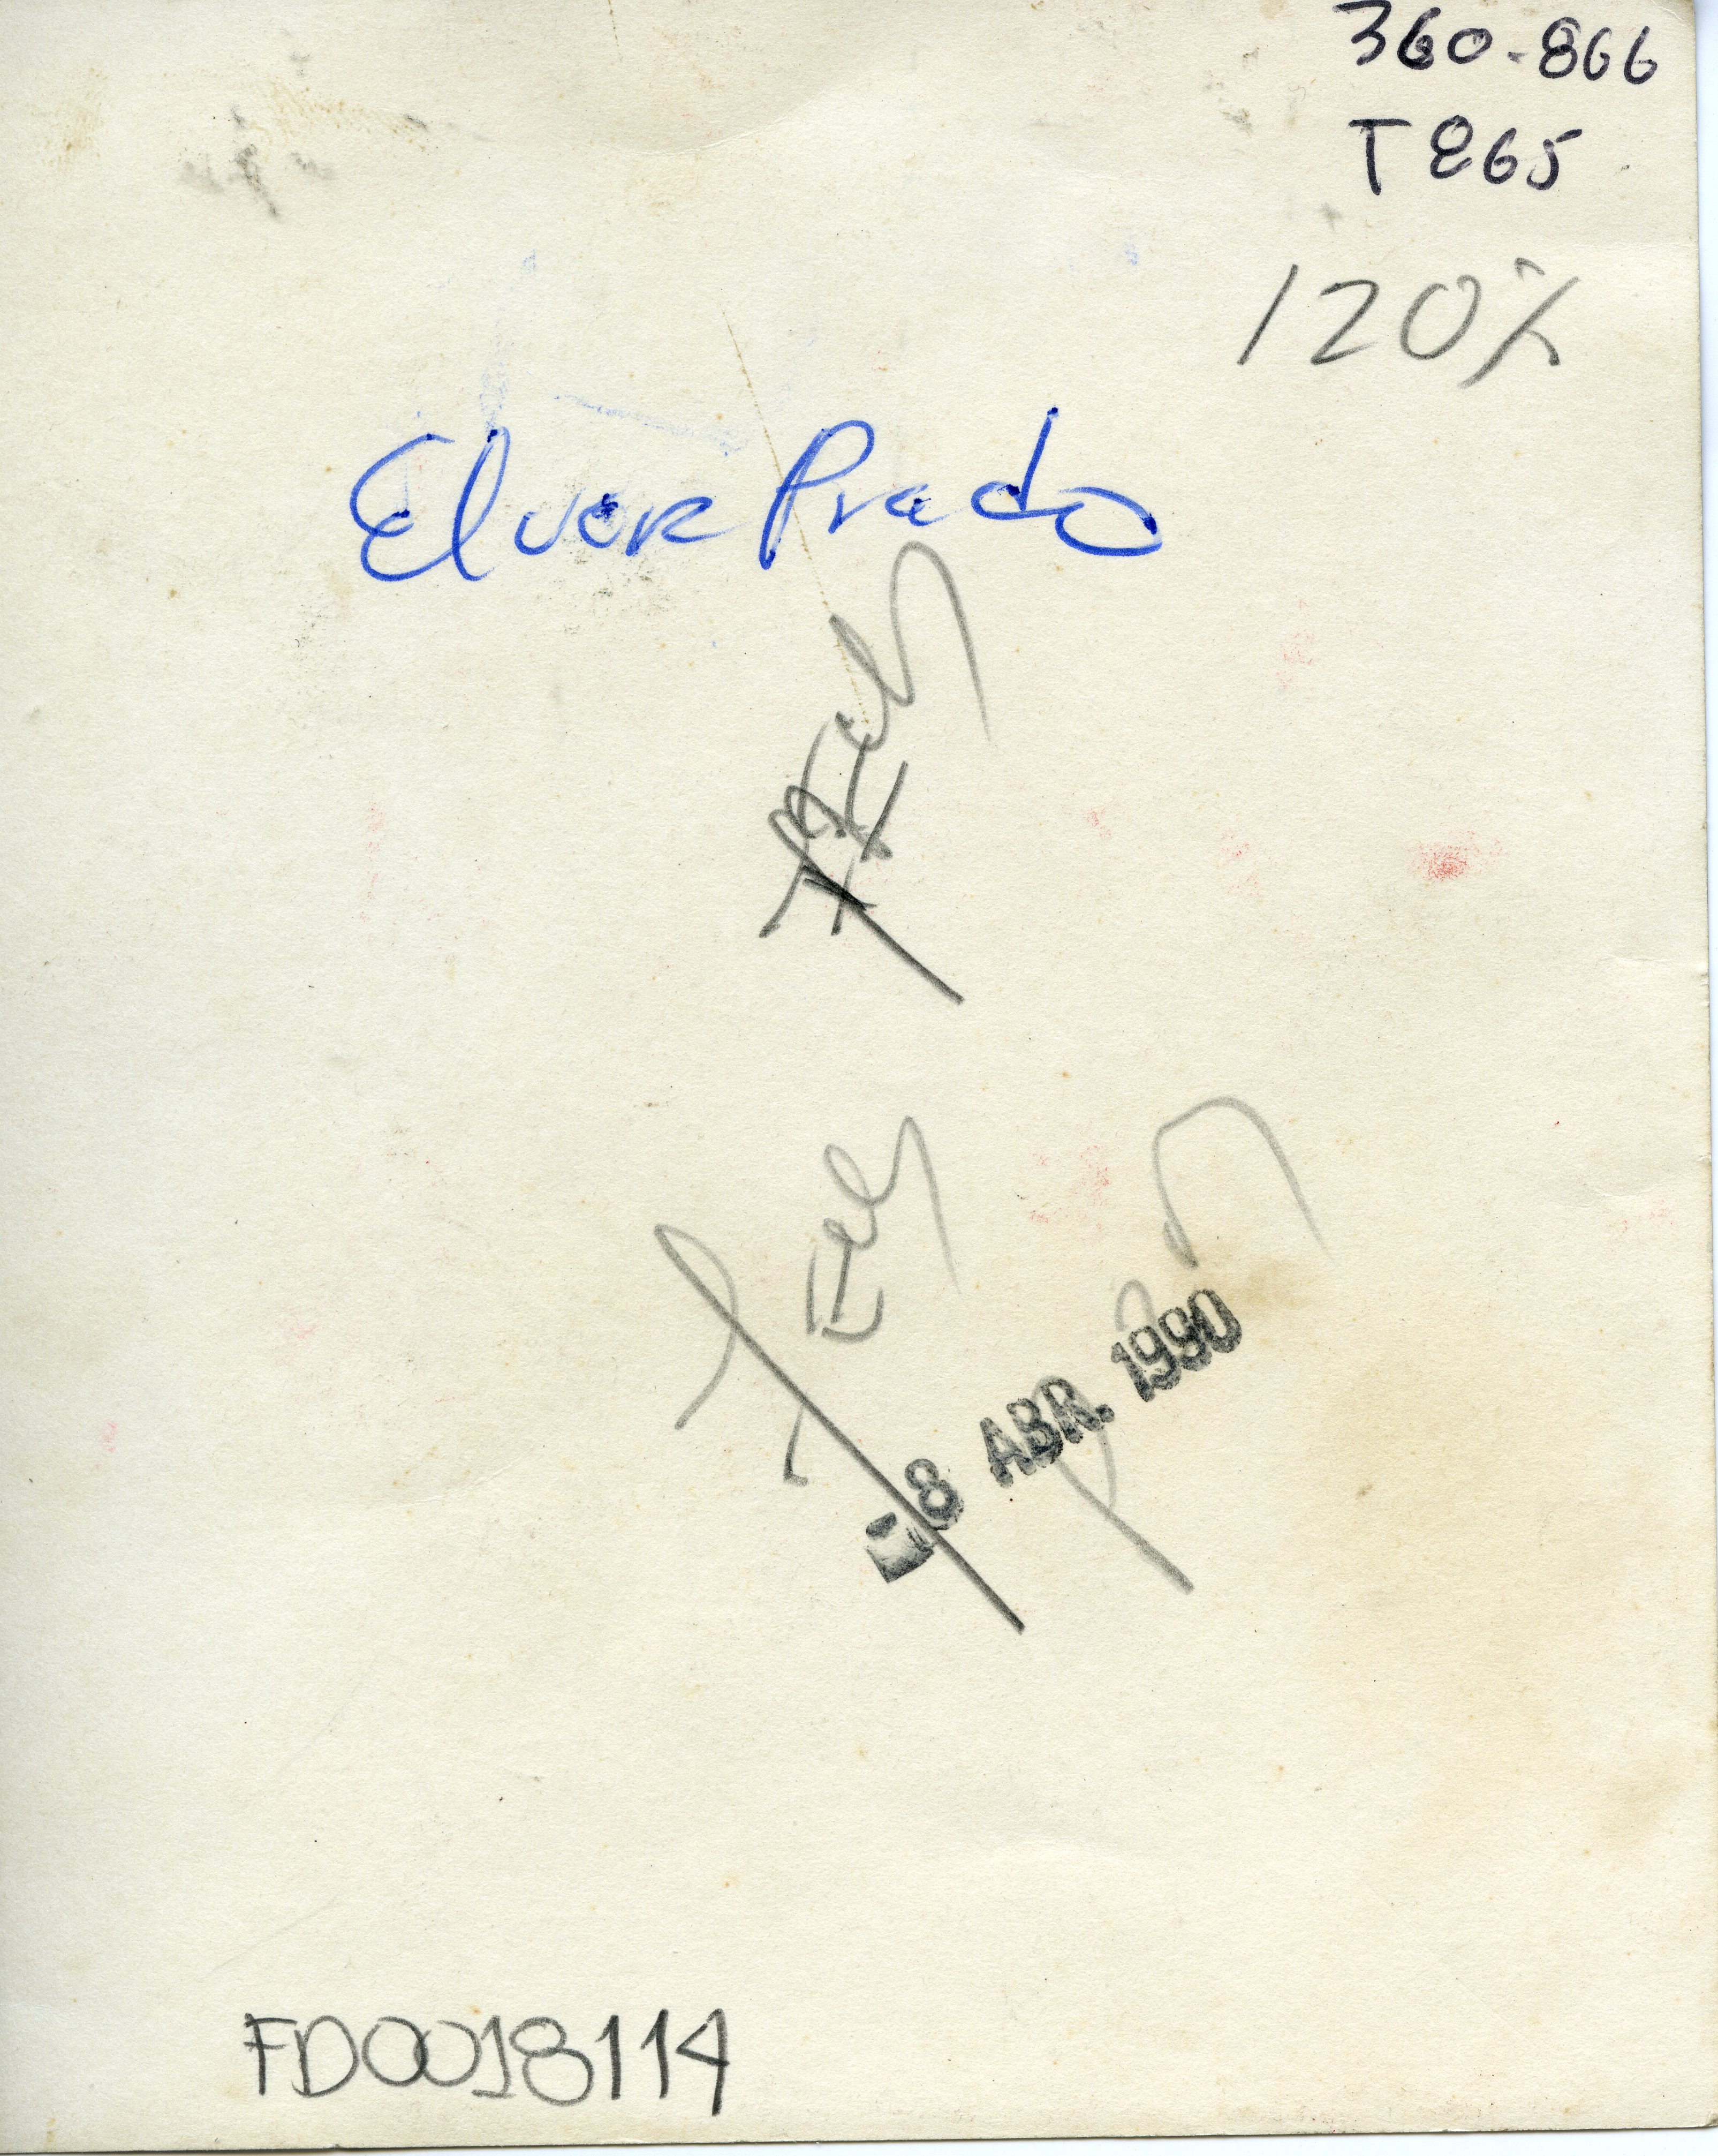 360-866
T865
120%
Elver Prado
8 ABR. 1990
FD0018114